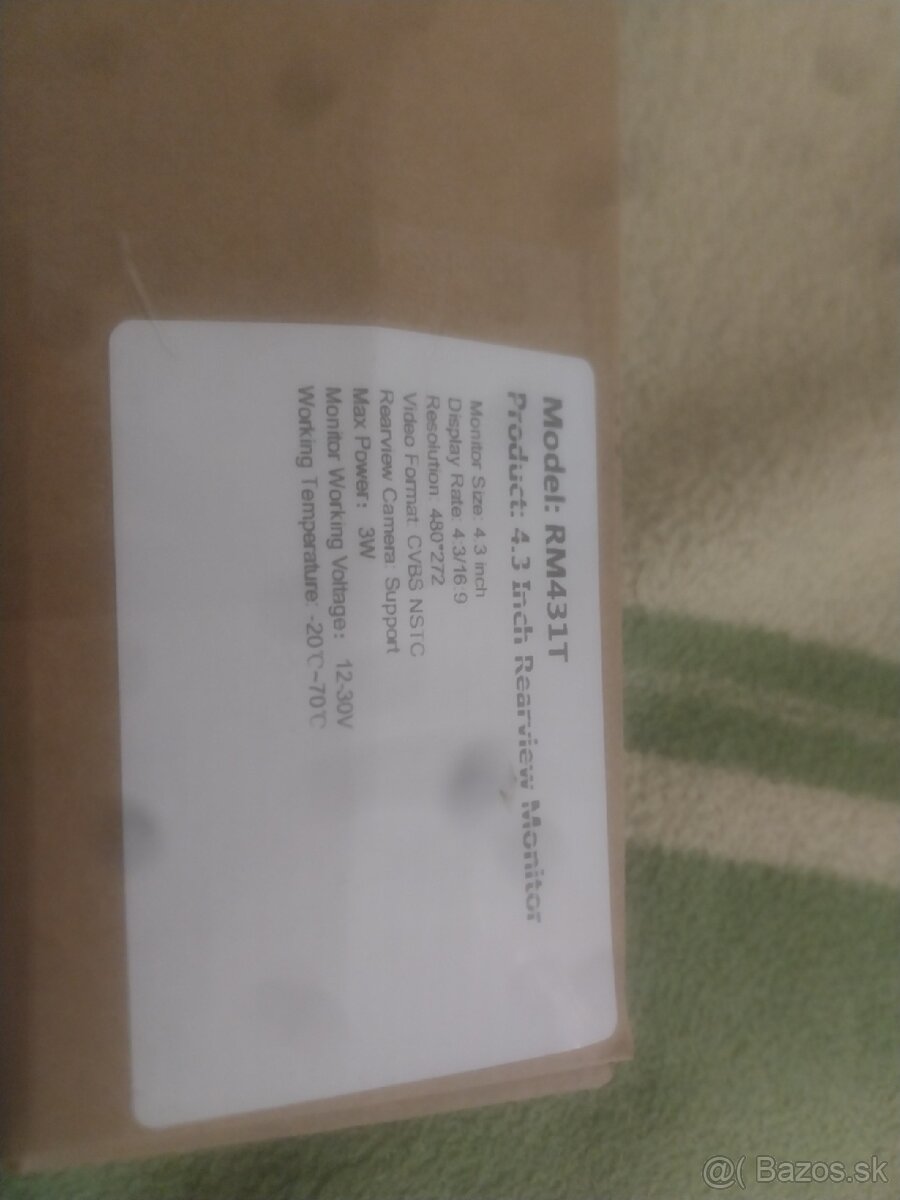 Model: RM431T
Product: 4.3 Inch Rearview Monitor
Monitor Size: 4.3 inch
Display Rate: 4:3/16:9
Resolution: 480*272
Video Format: CVBS NSTC
Rearview Camera: Support
Max Power: 3W
Monitor Working Voltage: 12-30V
Working Temperature: -20℃~70℃
@( Bazos.sk